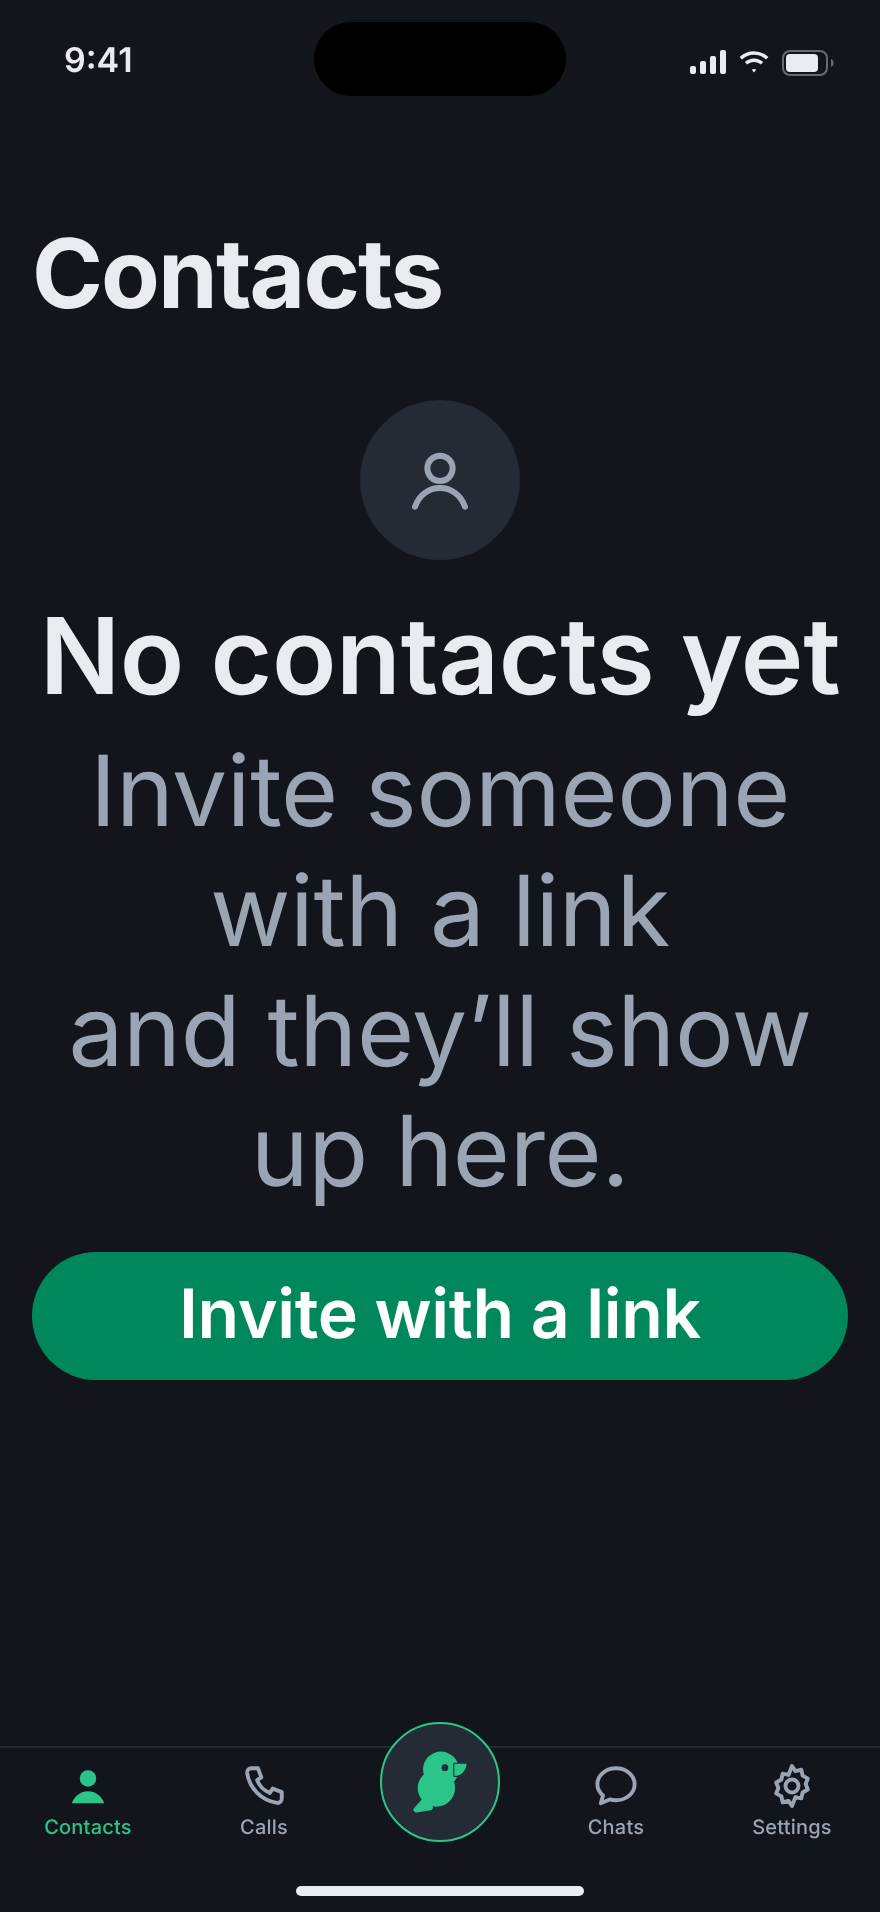 9:41
Contacts
No contacts yet
Invite someone
with a link
and they’ll show
up here.
Invite with a link
Contacts
Calls
Chats
Settings